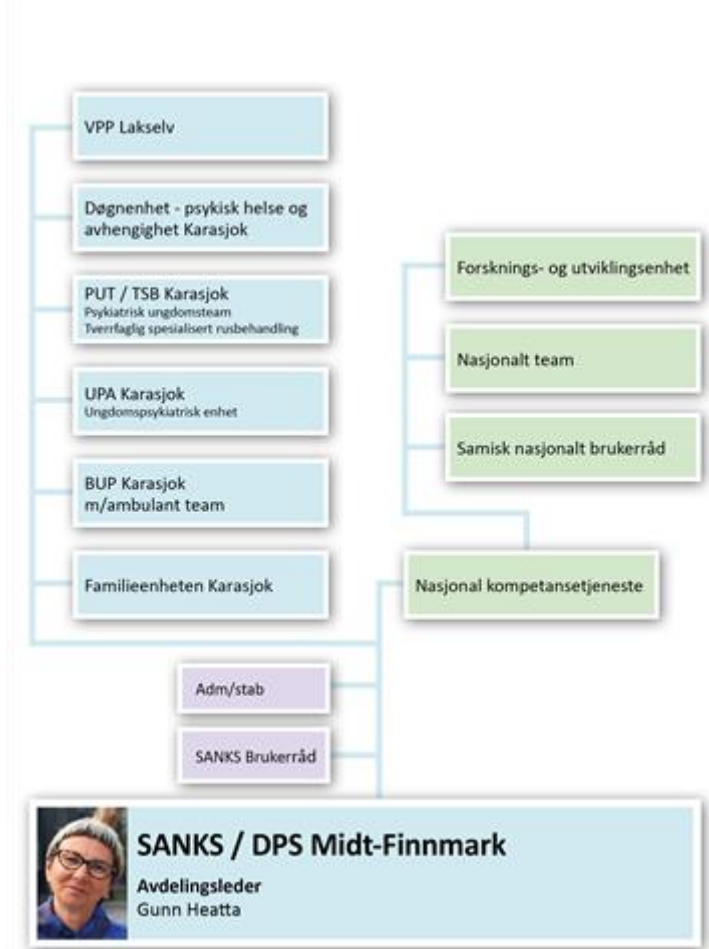 VPP Lakselv
Døgnenhet - psykisk helse og
avhengighet Karasjok
PUT / TSB Karasjok
Psykiatrisk ungdomsteam
Tverrfaglig spesialisert rusbehandling
UPA Karasjok
Ungdomspsykiatrisk enhet
BUP Karasjok
m/ambulant team
Familieenheten Karasjok
Forsknings- og utviklingsenhet
Nasjonalt team
Samisk nasjonalt brukerråd
Nasjonal kompetansetjeneste
Adm/stab
SANKS Brukerråd
SANKS / DPS Midt-Finnmark
Avdelingsleder
Gunn Heatta